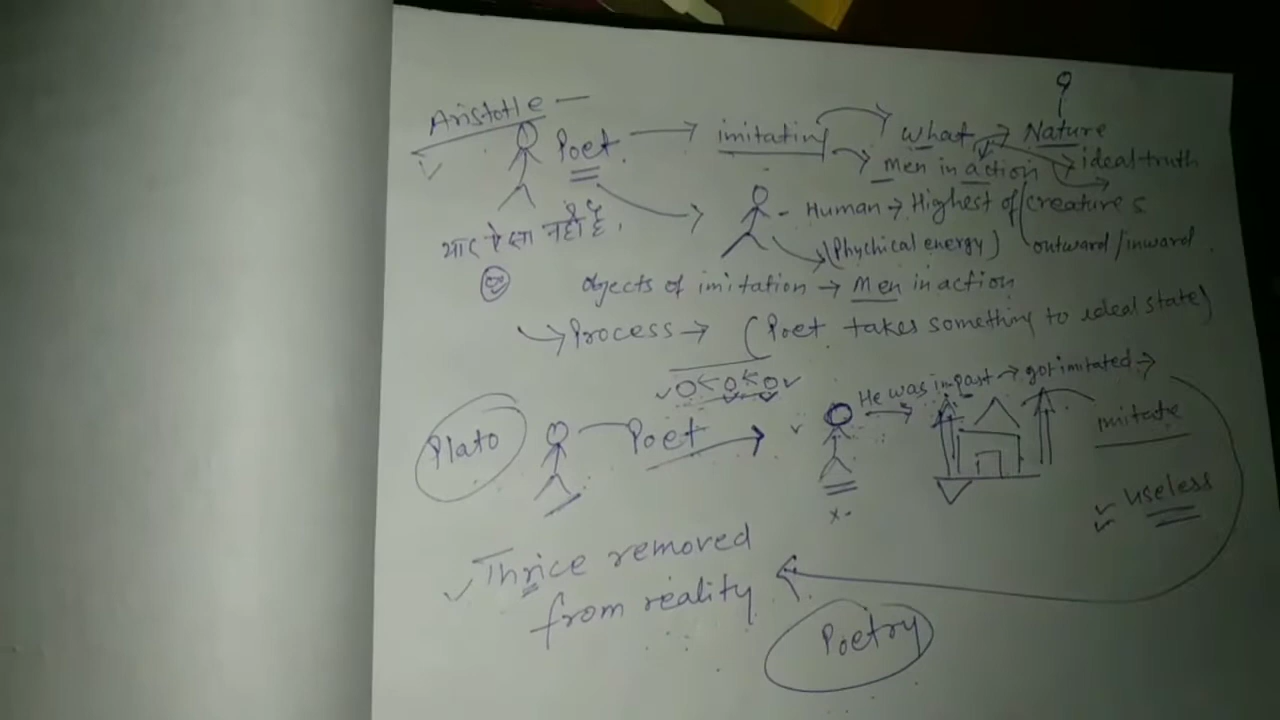 Aristotle —
Poet. → imitating → What → Nature
→ Men in action → ideal truth
- Human → Highest of creatures
यार ऐसा नहीं है,
(Phychical energy) outward/inward.
objects of imitation → Men in action
→ Process → (Poet takes something to ideal state)
He was in past → got imitated →
Plato Poet → imitate
useless
Thrice removed
from reality
Poetry